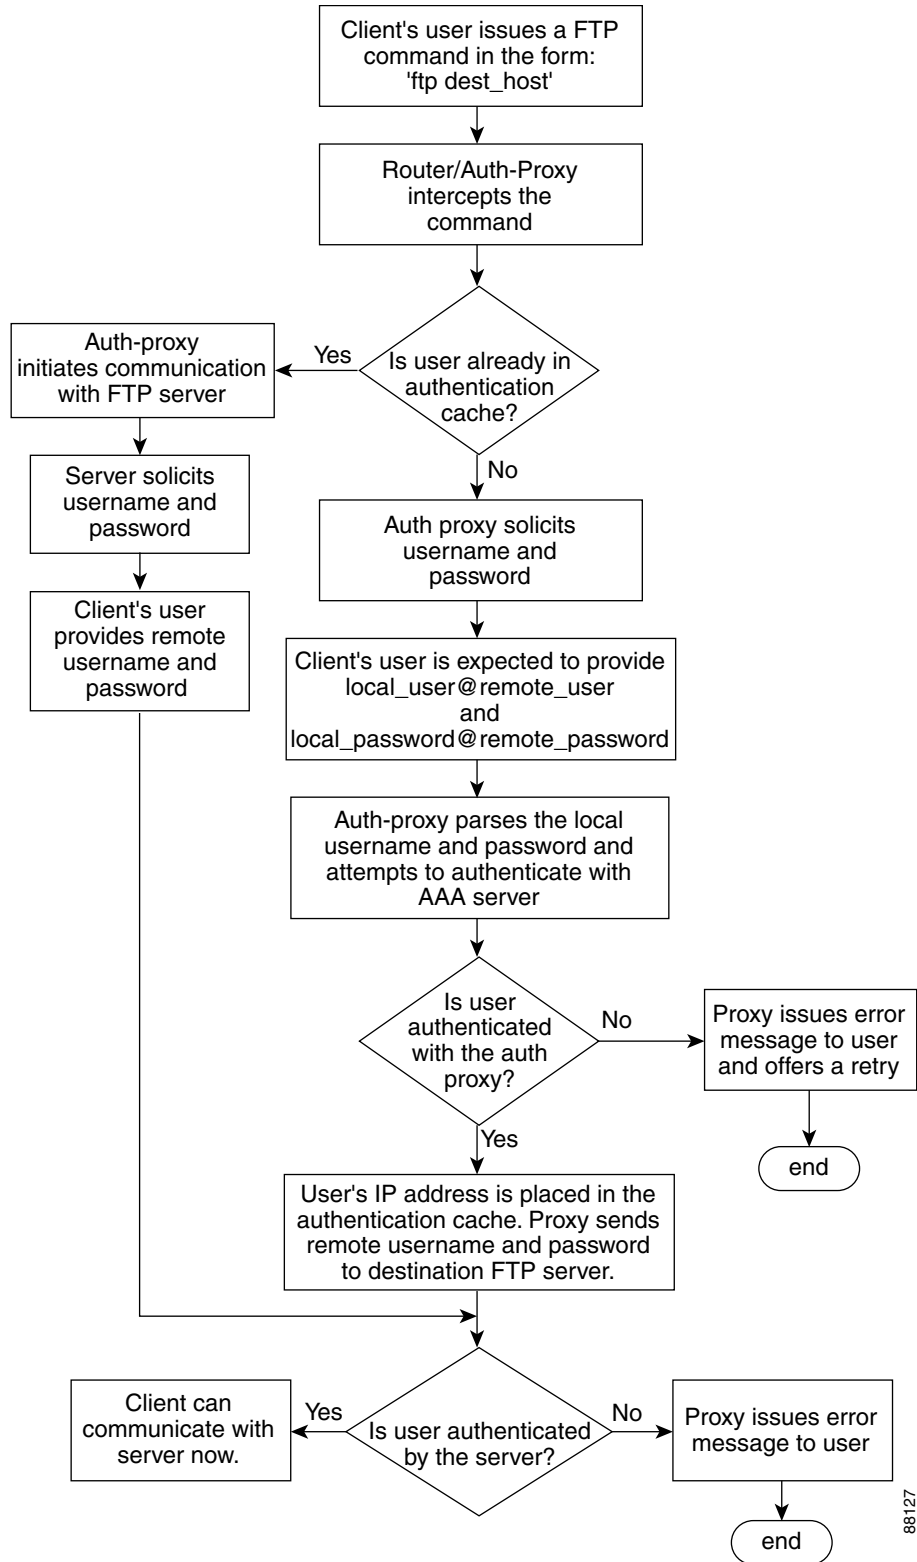 Client's user issues a FTP
command in the form:
'ftp dest_host'
Router/Auth-Proxy
intercepts the
command
Is user already in
authentication
cache?
Yes
Auth-proxy
initiates communication
with FTP server
Server solicits
username and
password
Client's user
provides remote
username and
password
No
Auth proxy solicits
username and
password
Client's user is expected to provide
local_user@remote_user
and
local_password@remote_password
Auth-proxy parses the local
username and password and
attempts to authenticate with
AAA server
Is user
authenticated
with the auth
proxy?
No
Proxy issues error
message to user
and offers a retry
end
Yes
User's IP address is placed in the
authentication cache. Proxy sends
remote username and password
to destination FTP server.
Is user authenticated
by the server?
Yes
Client can
communicate with
server now.
No
Proxy issues error
message to user
end
88127